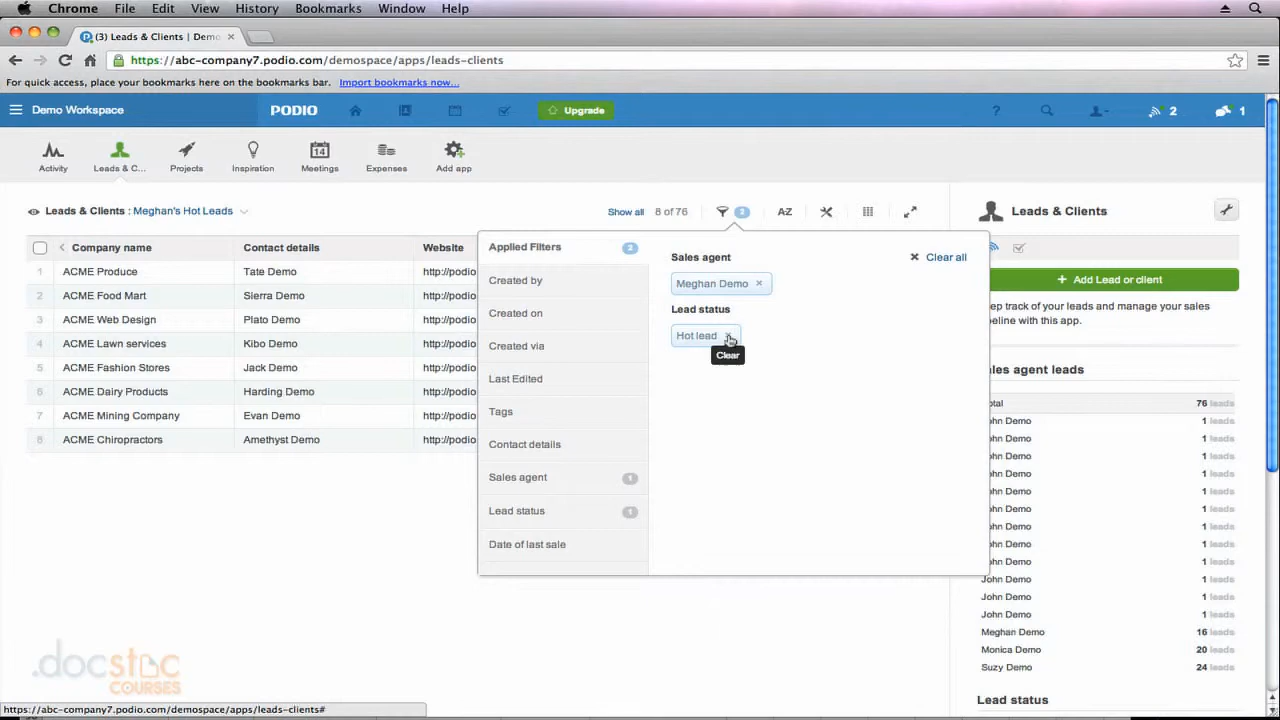 Chrome File Edit View History Bookmarks Window Help
(3) Leads & Clients | Demo
https://abc-company7.podio.com/demospace/apps/leads-clients
For quick access, place your bookmarks here on the bookmarks bar. Import bookmarks now...
Demo Workspace PODIO Upgrade ? 2 1
14
Activity Leads & C... Projects Inspiration Meetings Expenses Add app
Leads & Clients : Meghan's Hot Leads Show all 8 of 76 2 A-Z
Leads & Clients
Company name Contact details Website
1 ACME Produce Tate Demo http://podio
2 ACME Food Mart Sierra Demo http://podio
3 ACME Web Design Plato Demo http://podio
4 ACME Lawn services Kibo Demo http://podio
5 ACME Fashion Stores Jack Demo http://podio
6 ACME Dairy Products Harding Demo http://podio
7 ACME Mining Company Evan Demo http://podio
8 ACME Chiropractors Amethyst Demo http://podio
Applied Filters 2
Created by
Created on
Created via
Last Edited
Tags
Contact details
Sales agent 1
Lead status 1
Date of last sale
Sales agent × Clear all
Meghan Demo ×
Lead status
Hot lead
Clear
+ Add Lead or client
ep track of your leads and manage your sales
peline with this app.
ales agent leads
otal 76 leads
ohn Demo 1 leads
ohn Demo 1 leads
ohn Demo 1 leads
ohn Demo 1 leads
ohn Demo 1 leads
ohn Demo 1 leads
ohn Demo 1 leads
ohn Demo 1 leads
ohn Demo 1 leads
John Demo 1 leads
John Demo 1 leads
John Demo 1 leads
Meghan Demo 16 leads
Monica Demo 20 leads
Suzy Demo 24 leads
Lead status
.docstoc
COURSES
https://abc-company7.podio.com/demospace/apps/leads-clients#